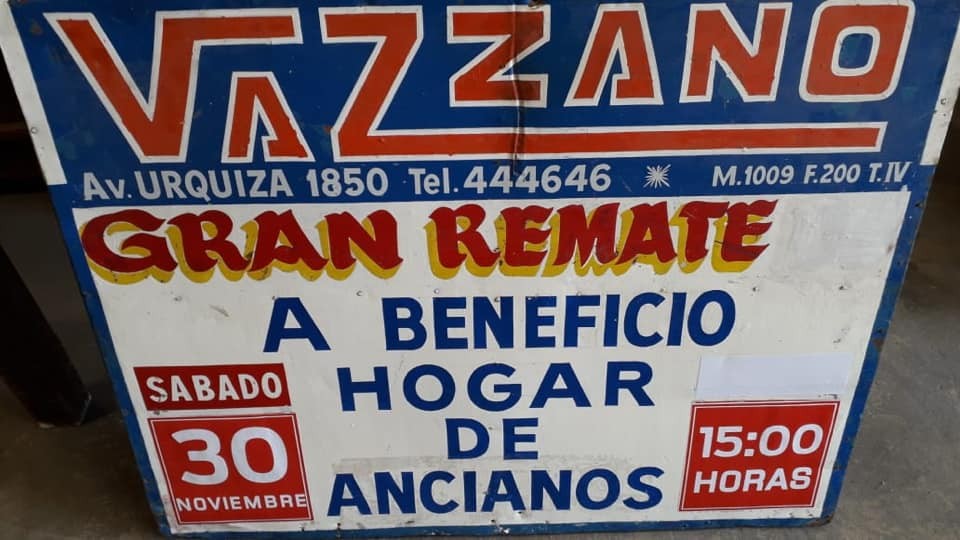 VAZZANO
Av. URQUIZA 1850 Tel. 444646 M.1009 F.200 T.IV
GRAN REMATE
A BENEFICIO
HOGAR
DE
ANCIANOS
SABADO
30
NOVIEMBRE
15:00
HORAS